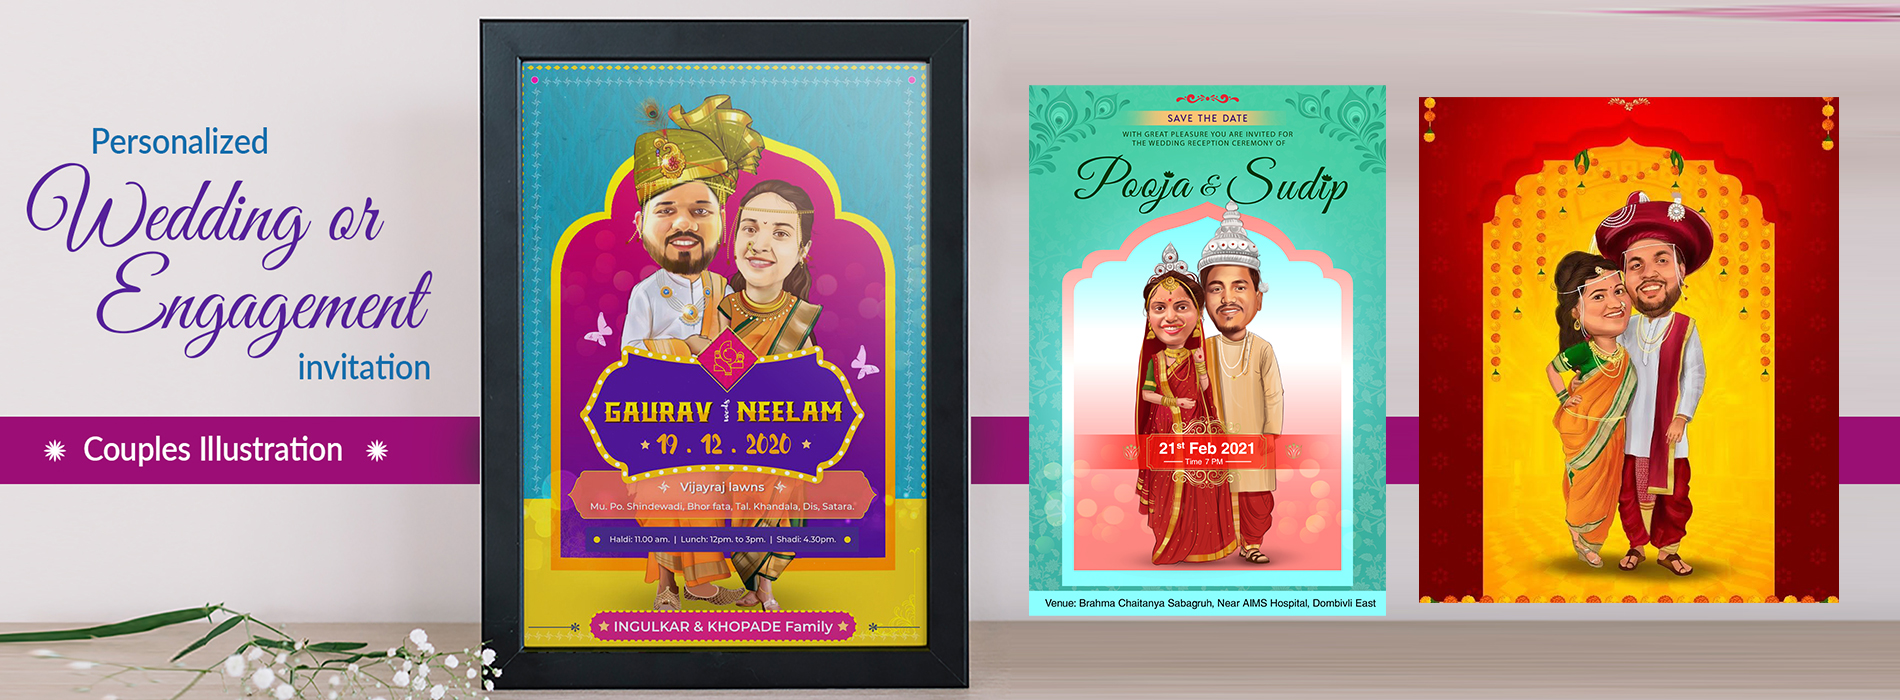 Personalized
Wedding or
Engagement
invitation
Couples Illustration
GAURAV weds NEELAM
19 . 12 . 2020
Vijayraj lawns
Mu. Po. Shindewadi, Bhor fata, Tal. Khandala, Dis, Satara.
Haldi: 11.00 am. | Lunch: 12pm. to 3pm. | Shadi: 4.30pm.
INGULKAR & KHOPADE Family
SAVE THE DATE
WITH GREAT PLEASURE YOU ARE INVITED FOR
THE WEDDING RECEPTION CEREMONY OF
Pooja & Sudip
21st Feb 2021
Time 7 PM
Venue: Brahma Chaitanya Sabagruh, Near AIMS Hospital, Dombivli East